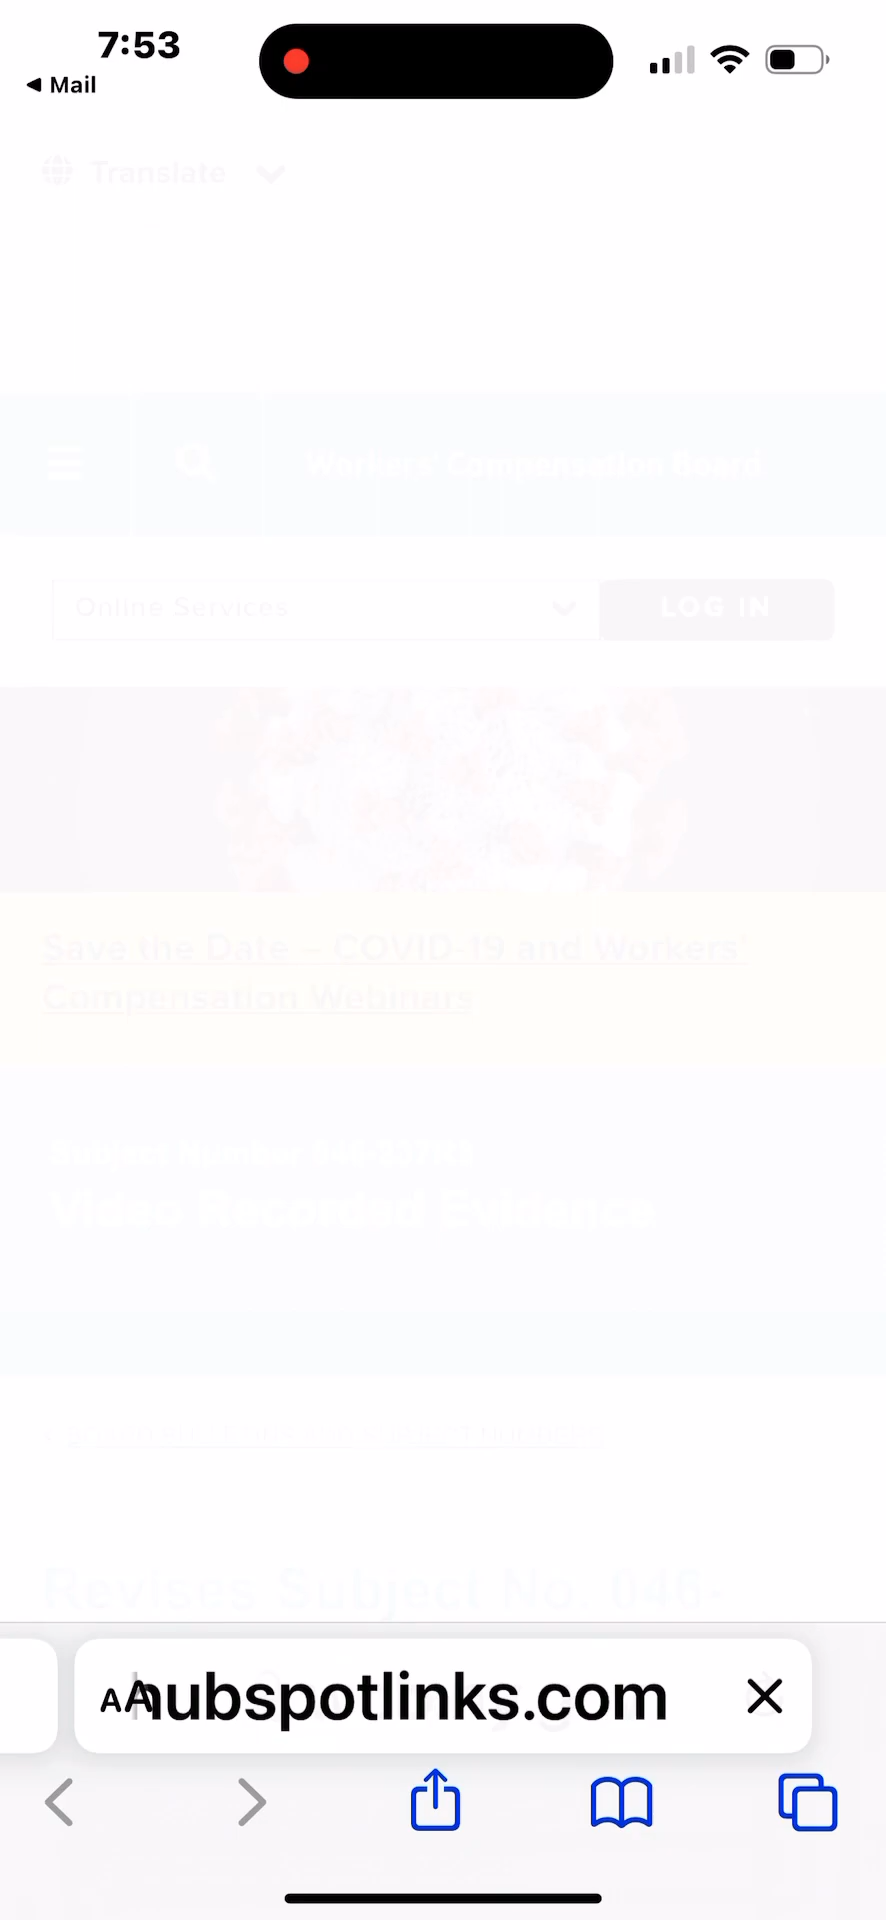 7:53
Mail
Translate
Workers' Compensation Board
Online Services
LOG IN
Save the Date – COVID-19 and Workers'
Compensation Webinars
Video Recorded Evidence
Revises Subject No. 046-
AA hubspotlinks.com